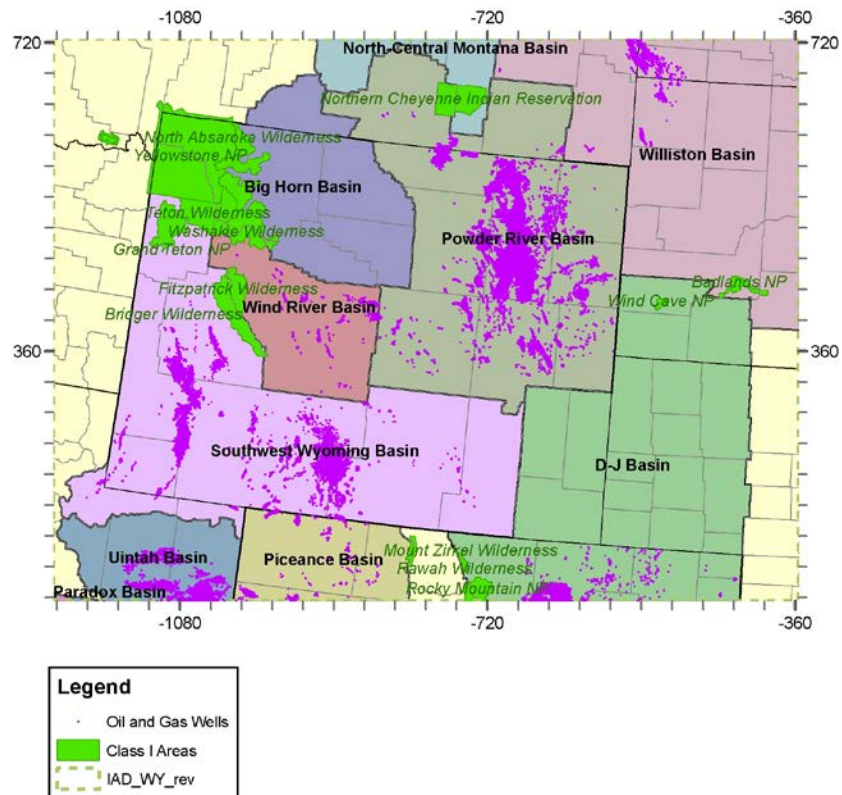 -1080 -720 -360
720 720
North-Central Montana Basin
Northern Cheyenne Indian Reservation
North Absaroke Wilderness
Yellowstone NP
Williston Basin
Big Horn Basin
Teton Wilderness
Washakie Wilderness
Grand Teton NP
Powder River Basin
Badlands NP
Wind Cave NP
Fitzpatrick Wilderness
Wind River Basin
Bridger Wilderness
360 360
Southwest Wyoming Basin
D-J Basin
Mount Zirkel Wilderness
Uintah Basin
Piceance Basin
Rawah Wilderness
Paradox Basin
Rocky Mountain NP
-1080 -720 -360
Legend
Oil and Gas Wells
Class I Areas
IAD_WY_rev